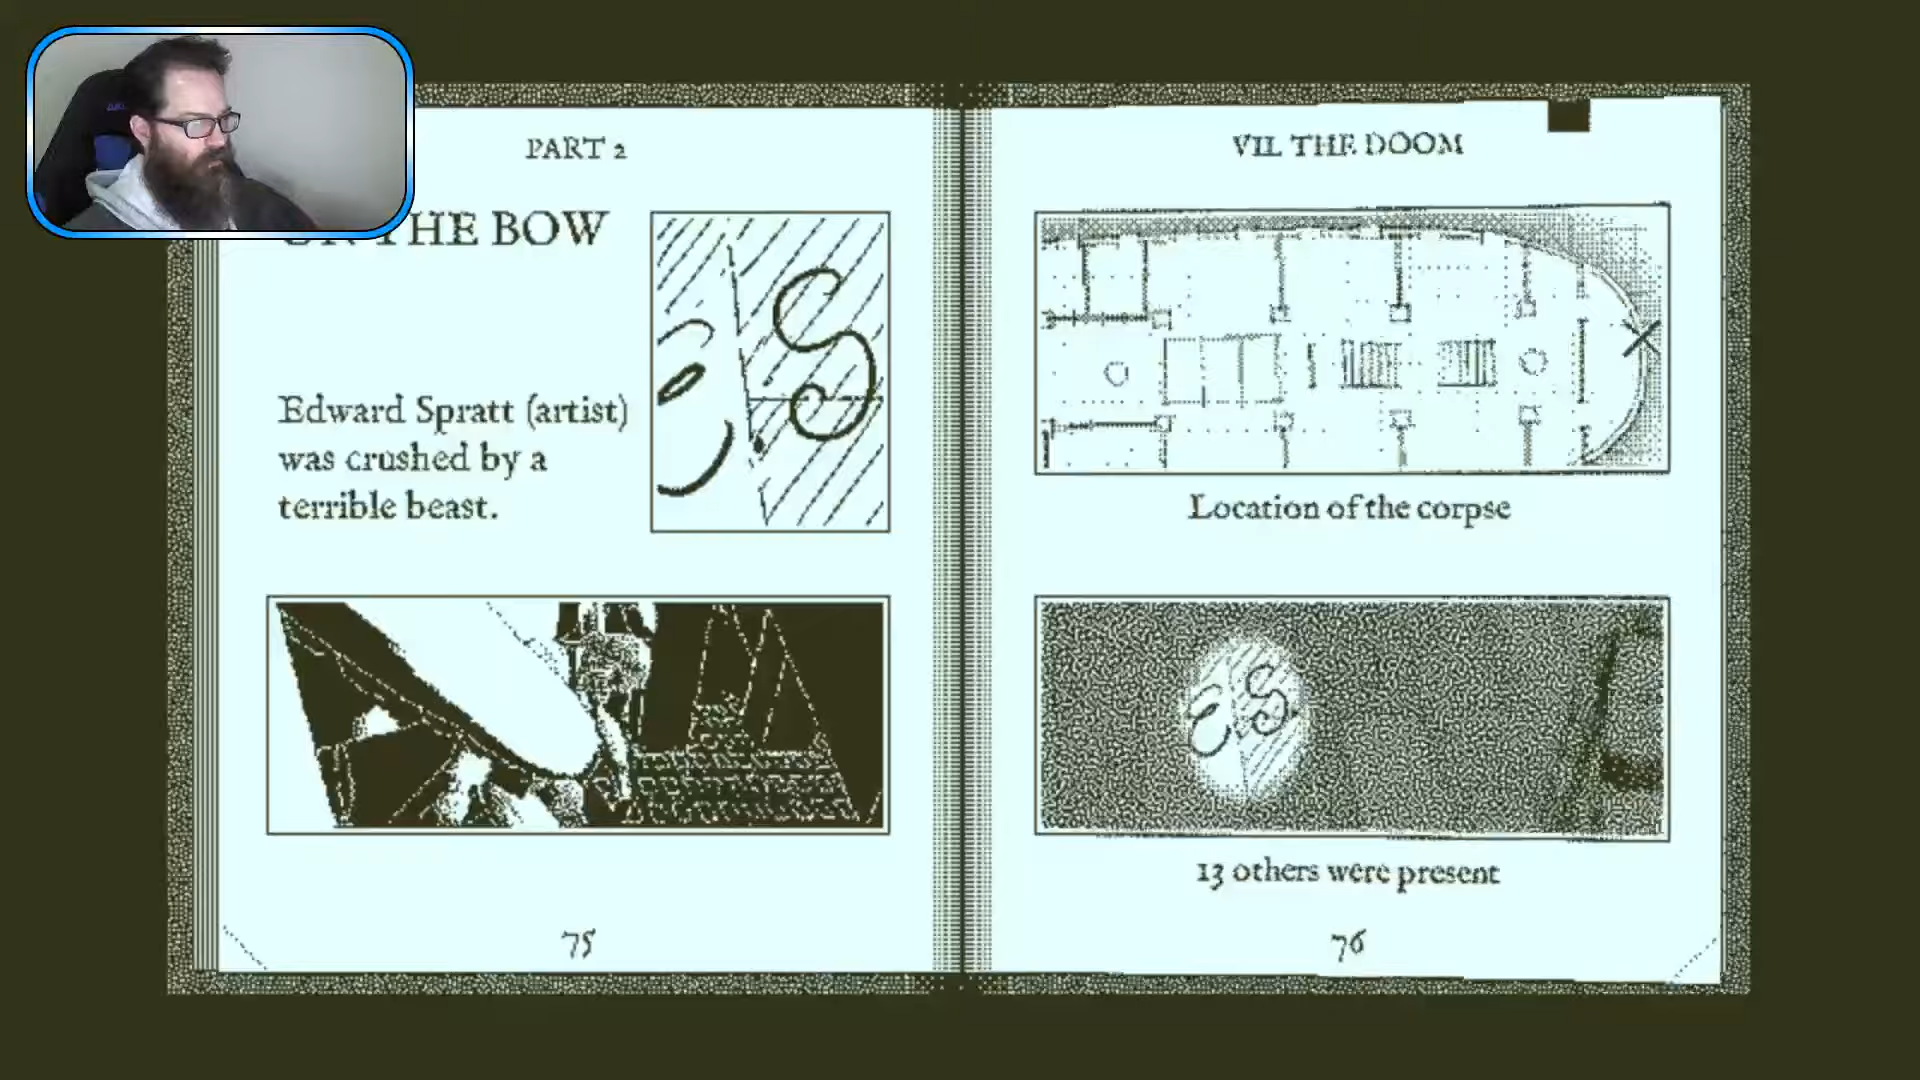 PART 2
THE BOW
Edward Spratt (artist)
was crushed by a
terrible beast.
E.S
75
VII. THE DOOM
Location of the corpse
E.S.
13 others were present
76